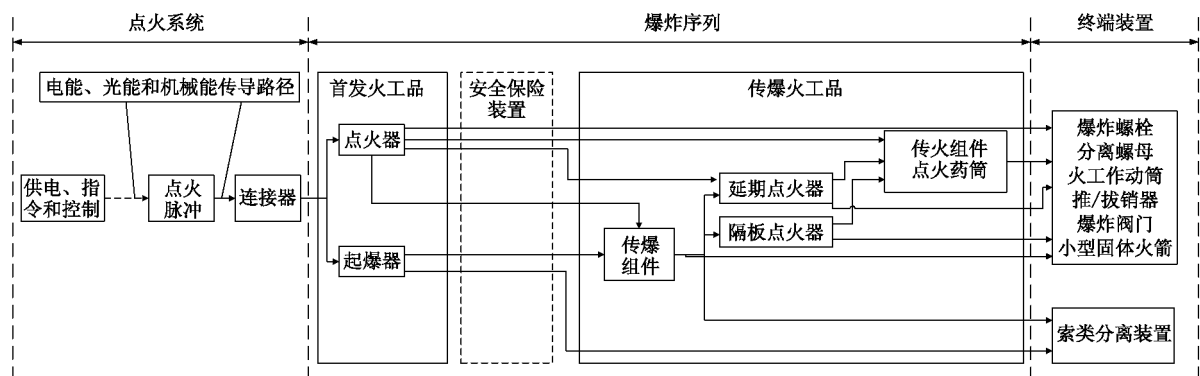 点火系统
爆炸序列
终端装置
电能、光能和机械能传导路径
首发火工品
安全保险
装置
传爆火工品
供电、指
令和控制
点火
脉冲
连接器
点火器
起爆器
传爆
组件
延期点火器
隔板点火器
传火组件
点火药筒
爆炸螺栓
分离螺母
火工作动筒
推/拔销器
爆炸阀门
小型固体火箭
索类分离装置